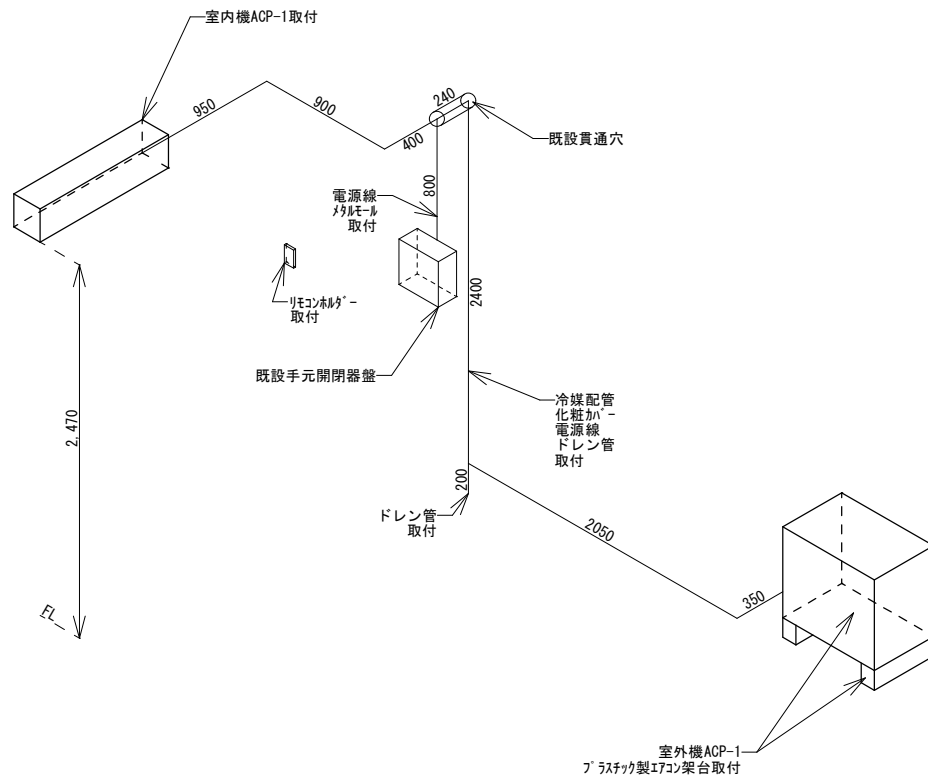 室内機ACP-1取付
950
900
240
400
既設貫通穴
800
電源線
ﾒﾀﾙﾓｰﾙ
取付
2400
ﾘﾓｺﾝﾎﾙﾀﾞｰ
取付
既設手元開閉器盤
冷媒配管
化粧ｶﾊﾞｰ
電源線
ドレン管
取付
2,470
200
ドレン管
取付
2050
350
FL
室外機ACP-1
ﾌﾟﾗｽﾁｯｸ製ｴｱｺﾝ架台取付